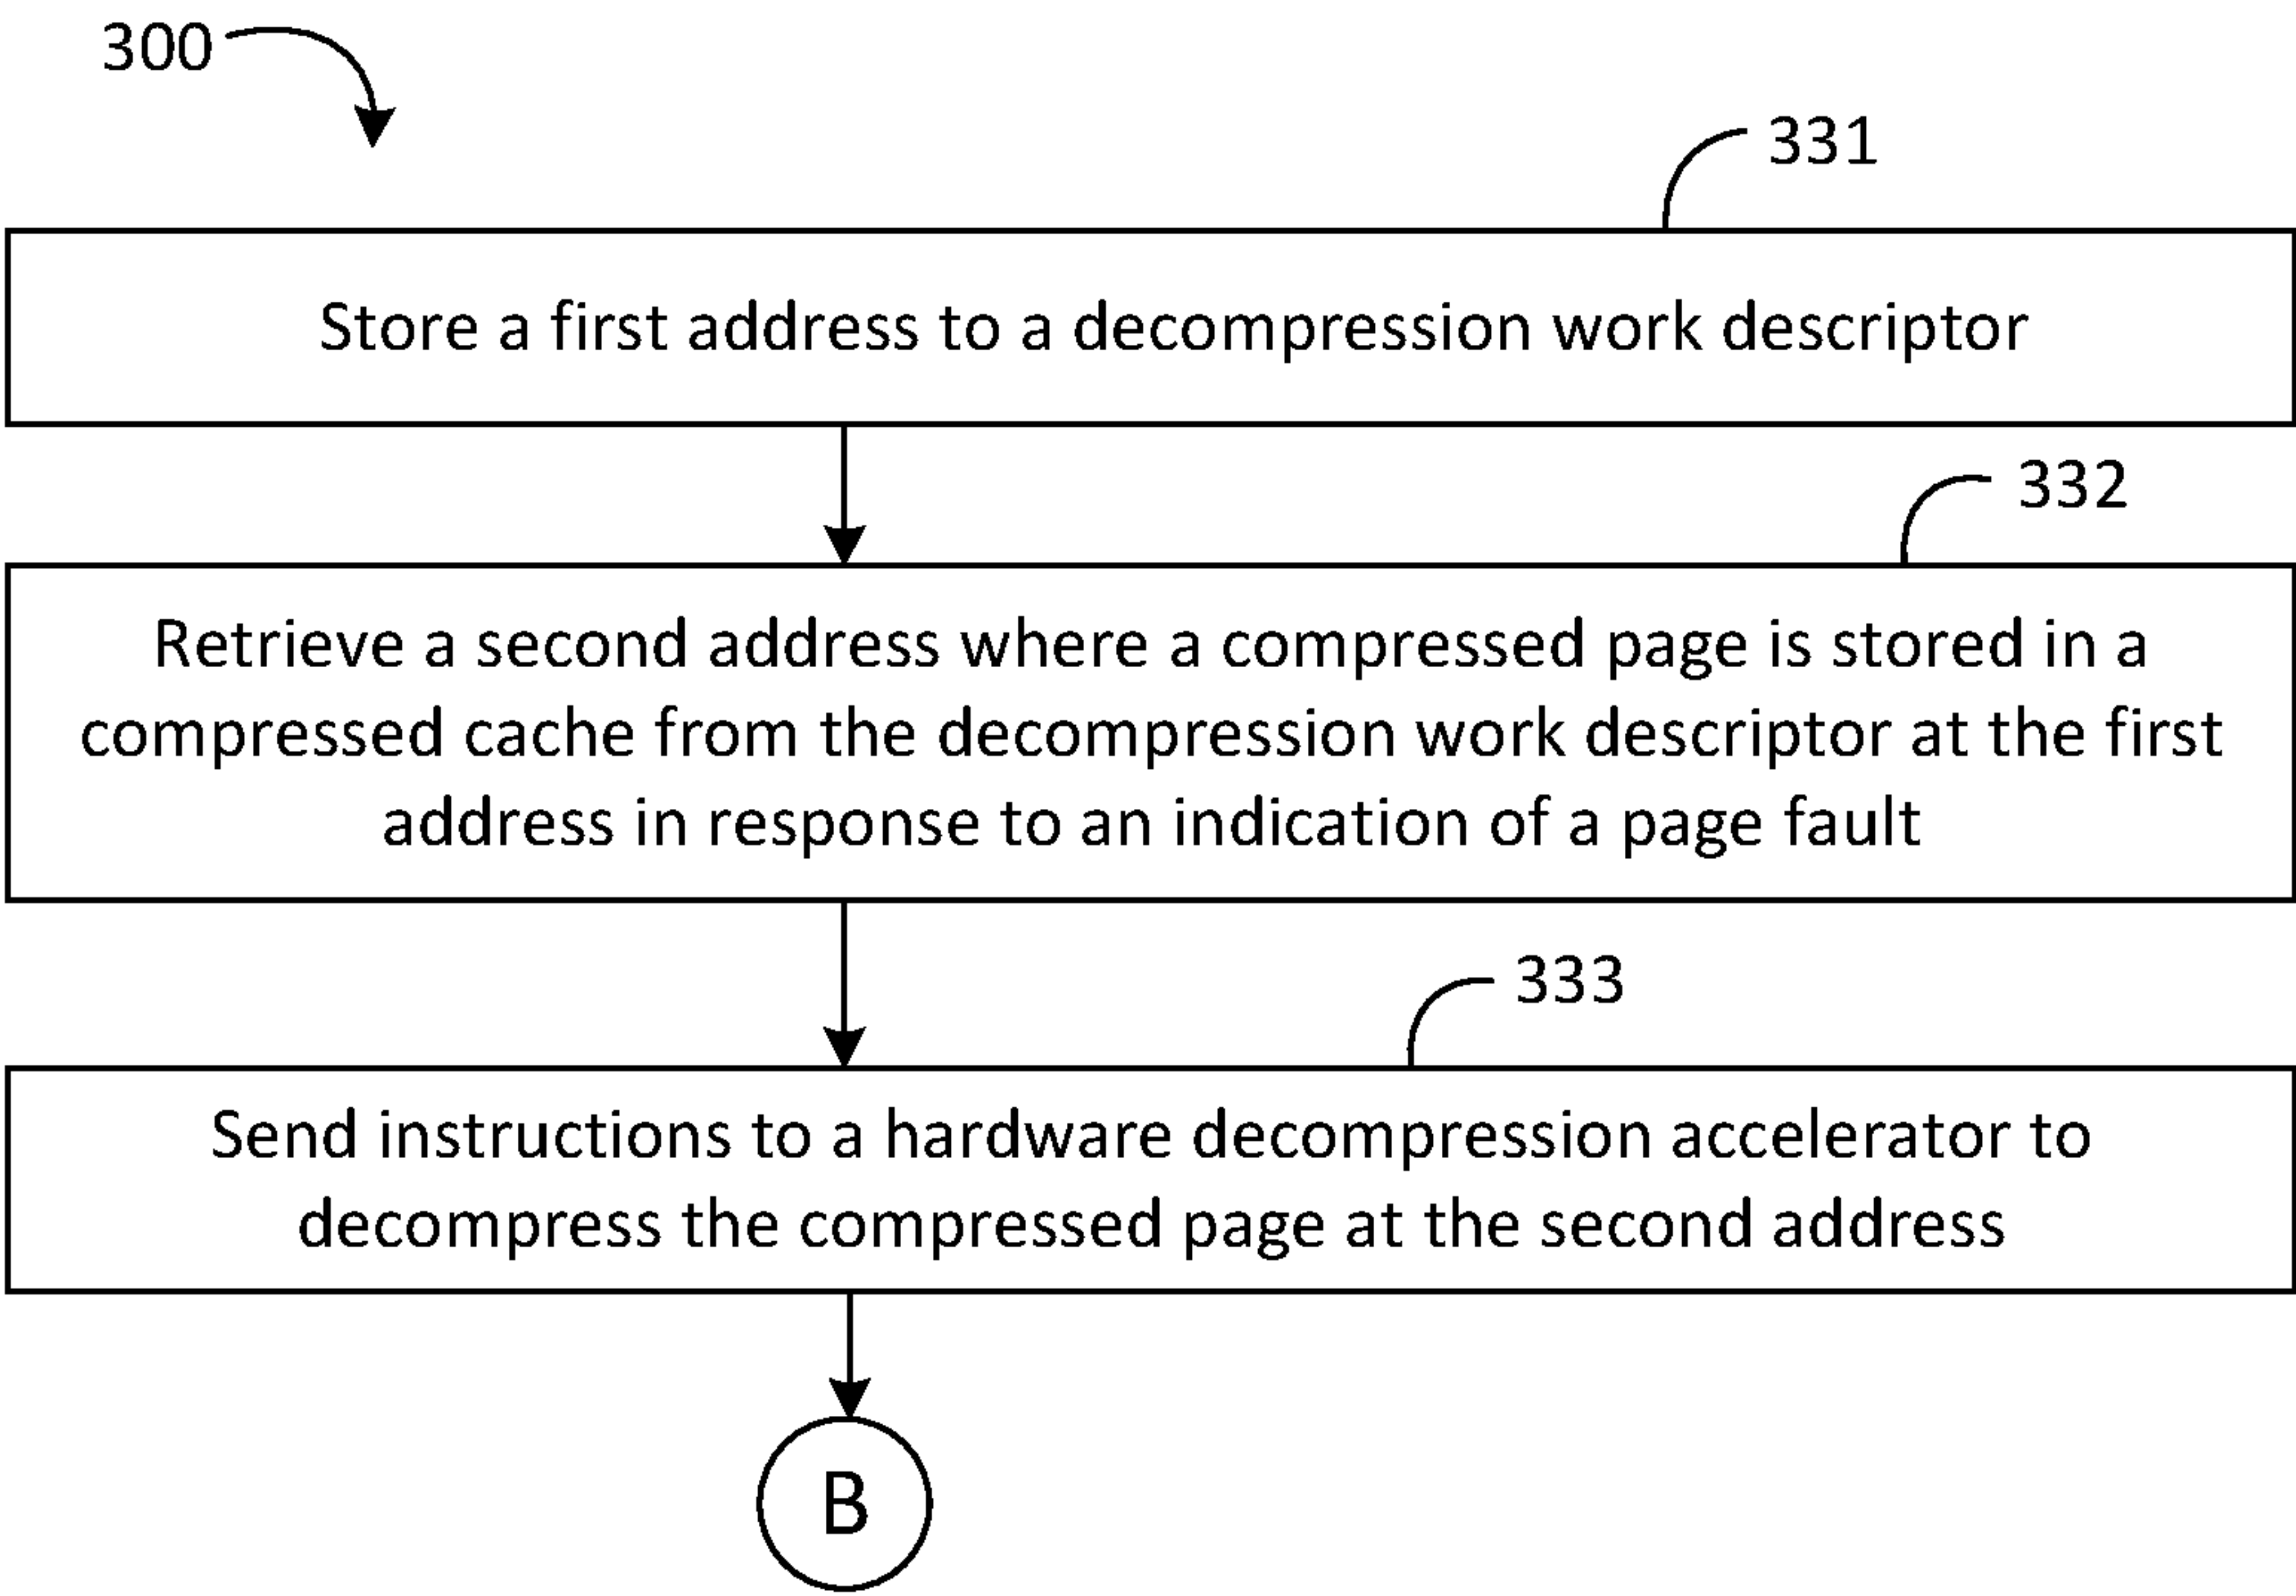 300
331
Store a first address to a decompression work descriptor
332
Retrieve a second address where a compressed page is stored in a
compressed cache from the decompression work descriptor at the first
address in response to an indication of a page fault
333
Send instructions to a hardware decompression accelerator to
decompress the compressed page at the second address
B